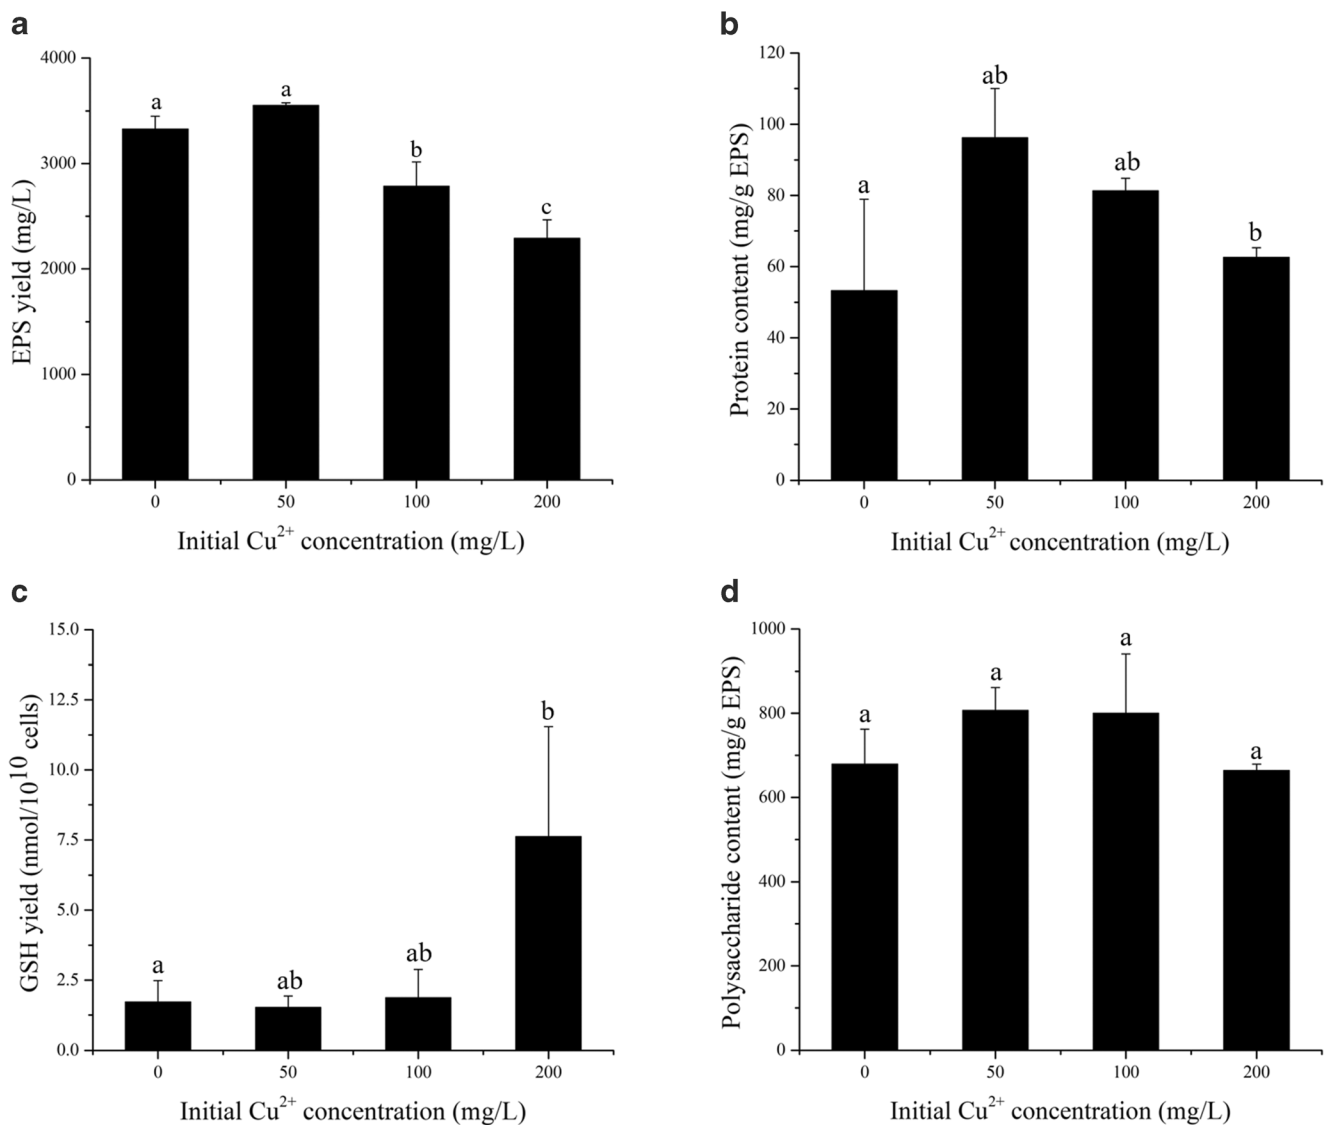 a
EPS yield (mg/L)
4000
3000
2000
1000
0
a
a
b
c
0 50 100 200
Initial Cu²⁺ concentration (mg/L)
b
Protein content (mg/g EPS)
120
100
80
60
40
20
0
a
ab
ab
b
0 50 100 200
Initial Cu²⁺ concentration (mg/L)
c
GSH yield (nmol/10¹⁰ cells)
15.0
12.5
10.0
7.5
5.0
2.5
0.0
a
ab
ab
b
0 50 100 200
Initial Cu²⁺ concentration (mg/L)
d
Polysaccharide content (mg/g EPS)
1000
800
600
400
200
0
a
a
a
a
0 50 100 200
Initial Cu²⁺ concentration (mg/L)